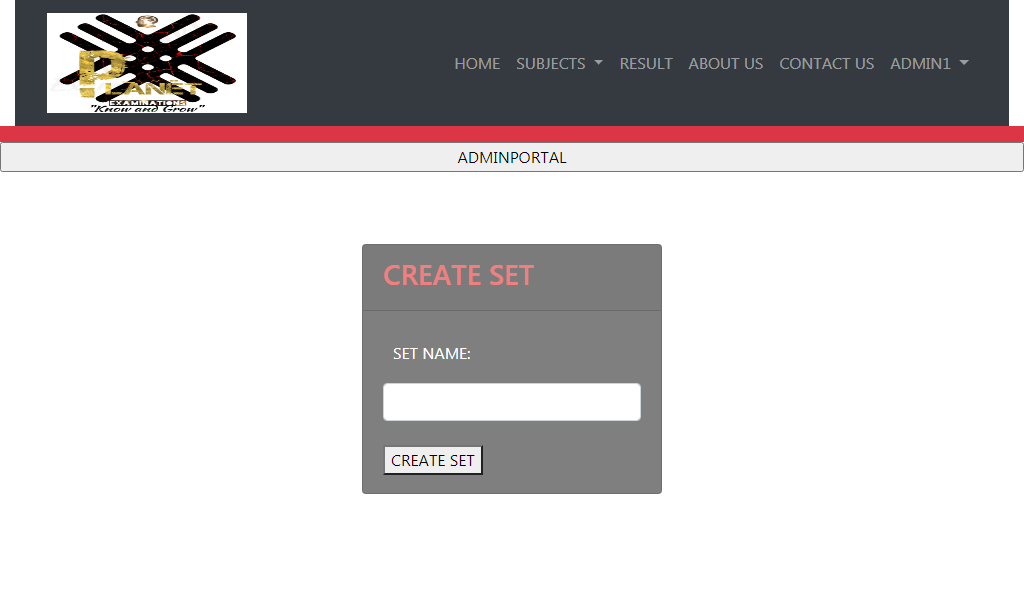 PLANET
EXAMINATIONS
"Know and Grow"
HOME SUBJECTS RESULT ABOUT US CONTACT US ADMIN1
ADMINPORTAL
CREATE SET
SET NAME:
CREATE SET